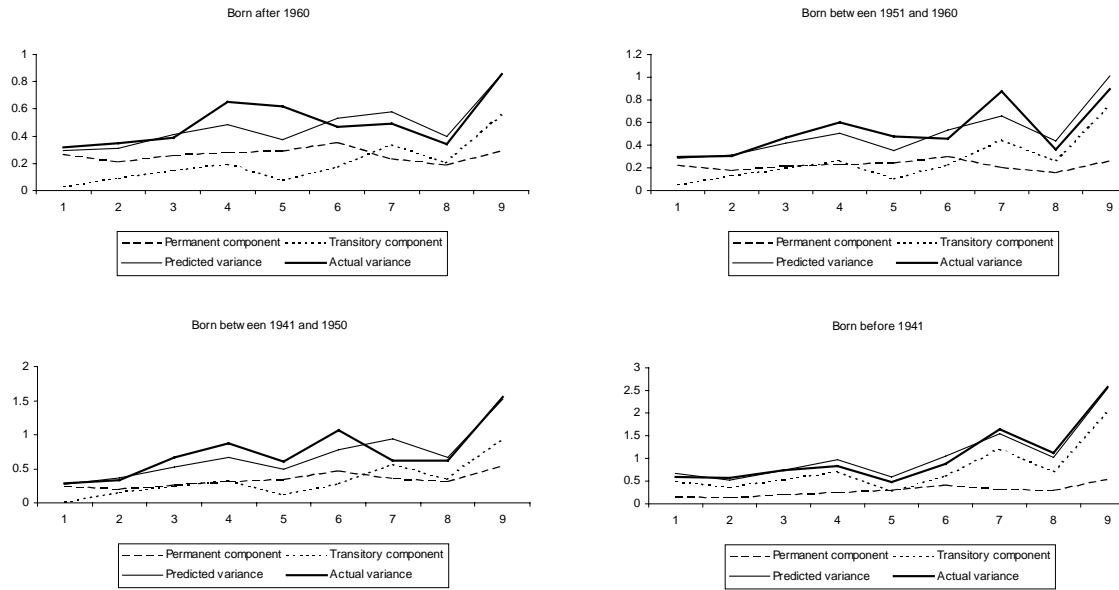 Born after 1960
1
0.8
0.6
0.4
0.2
0
1 2 3 4 5 6 7 8 9
Permanent component Transitory component
Predicted variance Actual variance
Born between 1951 and 1960
1.2
1
0.8
0.6
0.4
0.2
0
1 2 3 4 5 6 7 8 9
Permanent component Transitory component
Predicted variance Actual variance
Born between 1941 and 1950
2
1.5
1
0.5
0
1 2 3 4 5 6 7 8 9
Permanent component Transitory component
Predicted variance Actual variance
Born before 1941
3
2.5
2
1.5
1
0.5
0
1 2 3 4 5 6 7 8 9
Permanent component Transitory component
Predicted variance Actual variance